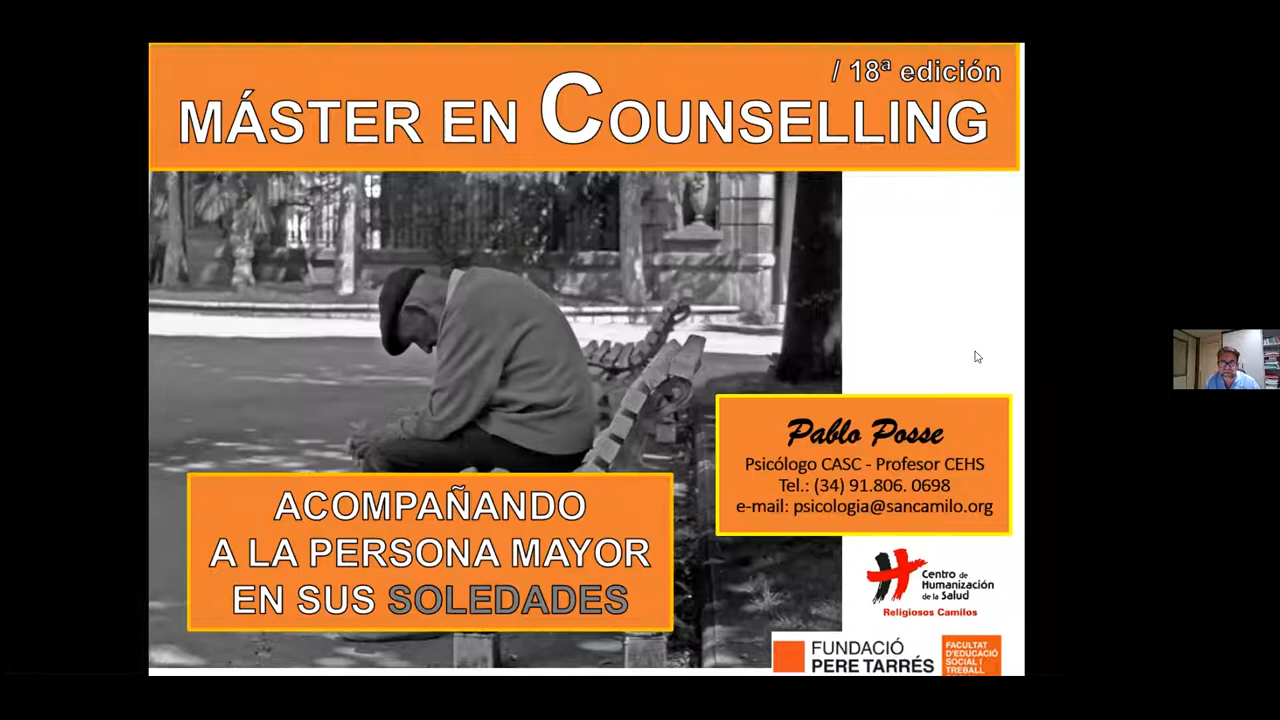 / 18ª edición
MÁSTER EN COUNSELLING
Pablo Posse
Psicólogo CASC - Profesor CEHS
Tel.: (34) 91.806. 0698
e-mail: psicologia@sancamilo.org
ACOMPAÑANDO
A LA PERSONA MAYOR
EN SUS SOLEDADES
Centro de
Humanización
de la Salud
Religiosos Camilos
FUNDACIÓ
PERE TARRÉS
FACULTAT
D'EDUCACIÓ
SOCIAL I
TREBALL